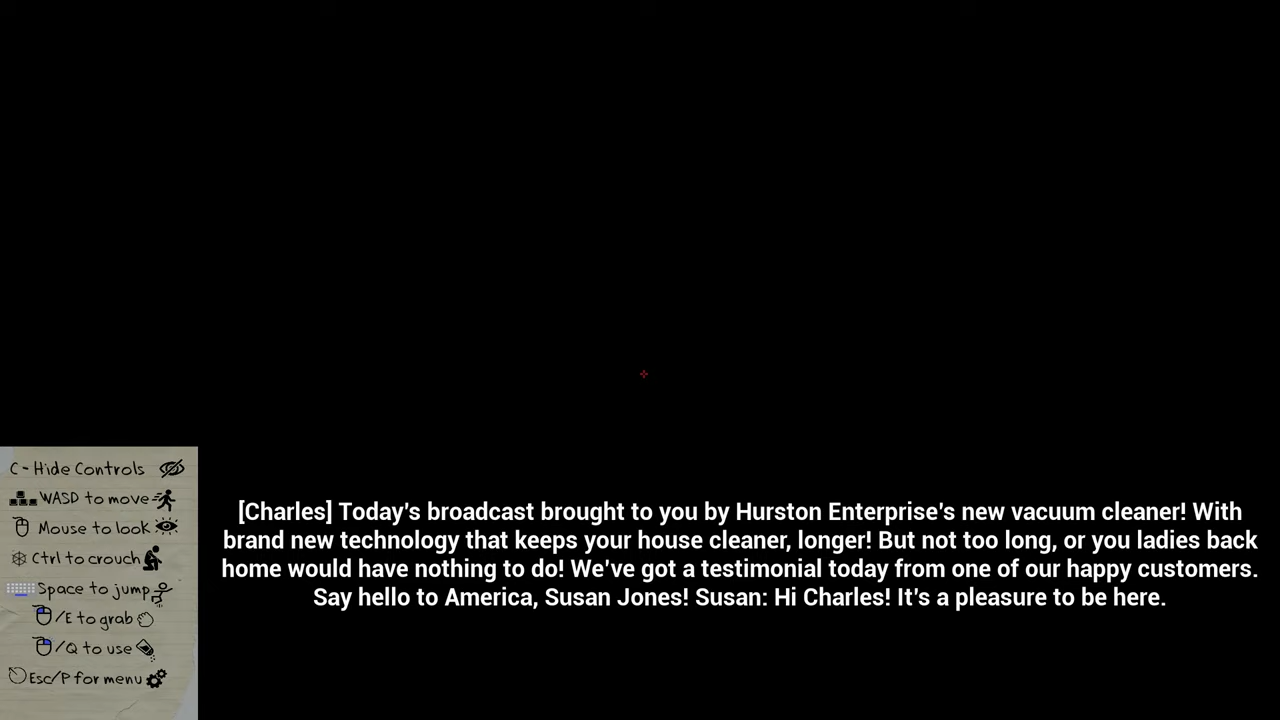 C - Hide Controls
WASD to move
Mouse to look
Ctrl to crouch
Space to jump
/E to grab
/Q to use
Esc/P for menu
[Charles] Today's broadcast brought to you by Hurston Enterprise's new vacuum cleaner! With
brand new technology that keeps your house cleaner, longer! But not too long, or you ladies back
home would have nothing to do! We've got a testimonial today from one of our happy customers.
Say hello to America, Susan Jones! Susan: Hi Charles! It's a pleasure to be here.